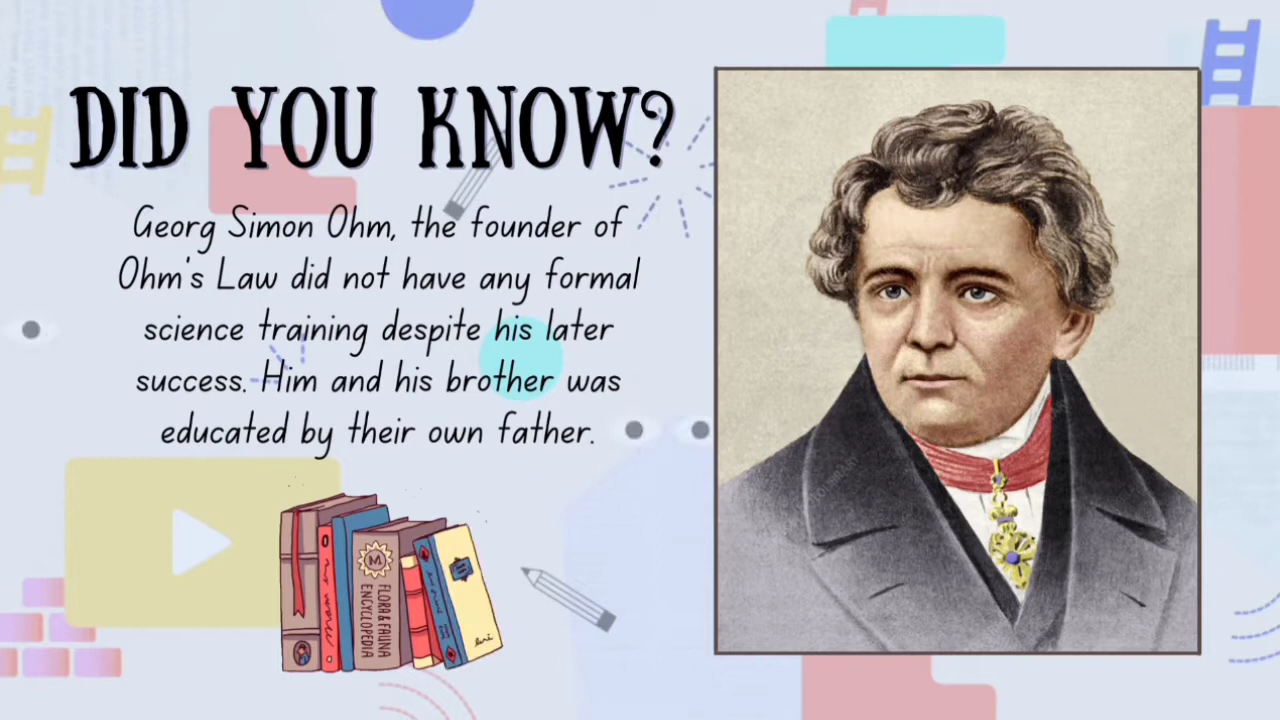 DID YOU KNOW?
Georg Simon Ohm, the founder of
Ohm's Law did not have any formal
science training despite his later
success. Him and his brother was
educated by their own father.
M
FLORA & FAUNA
ENCYCLOPEDIA